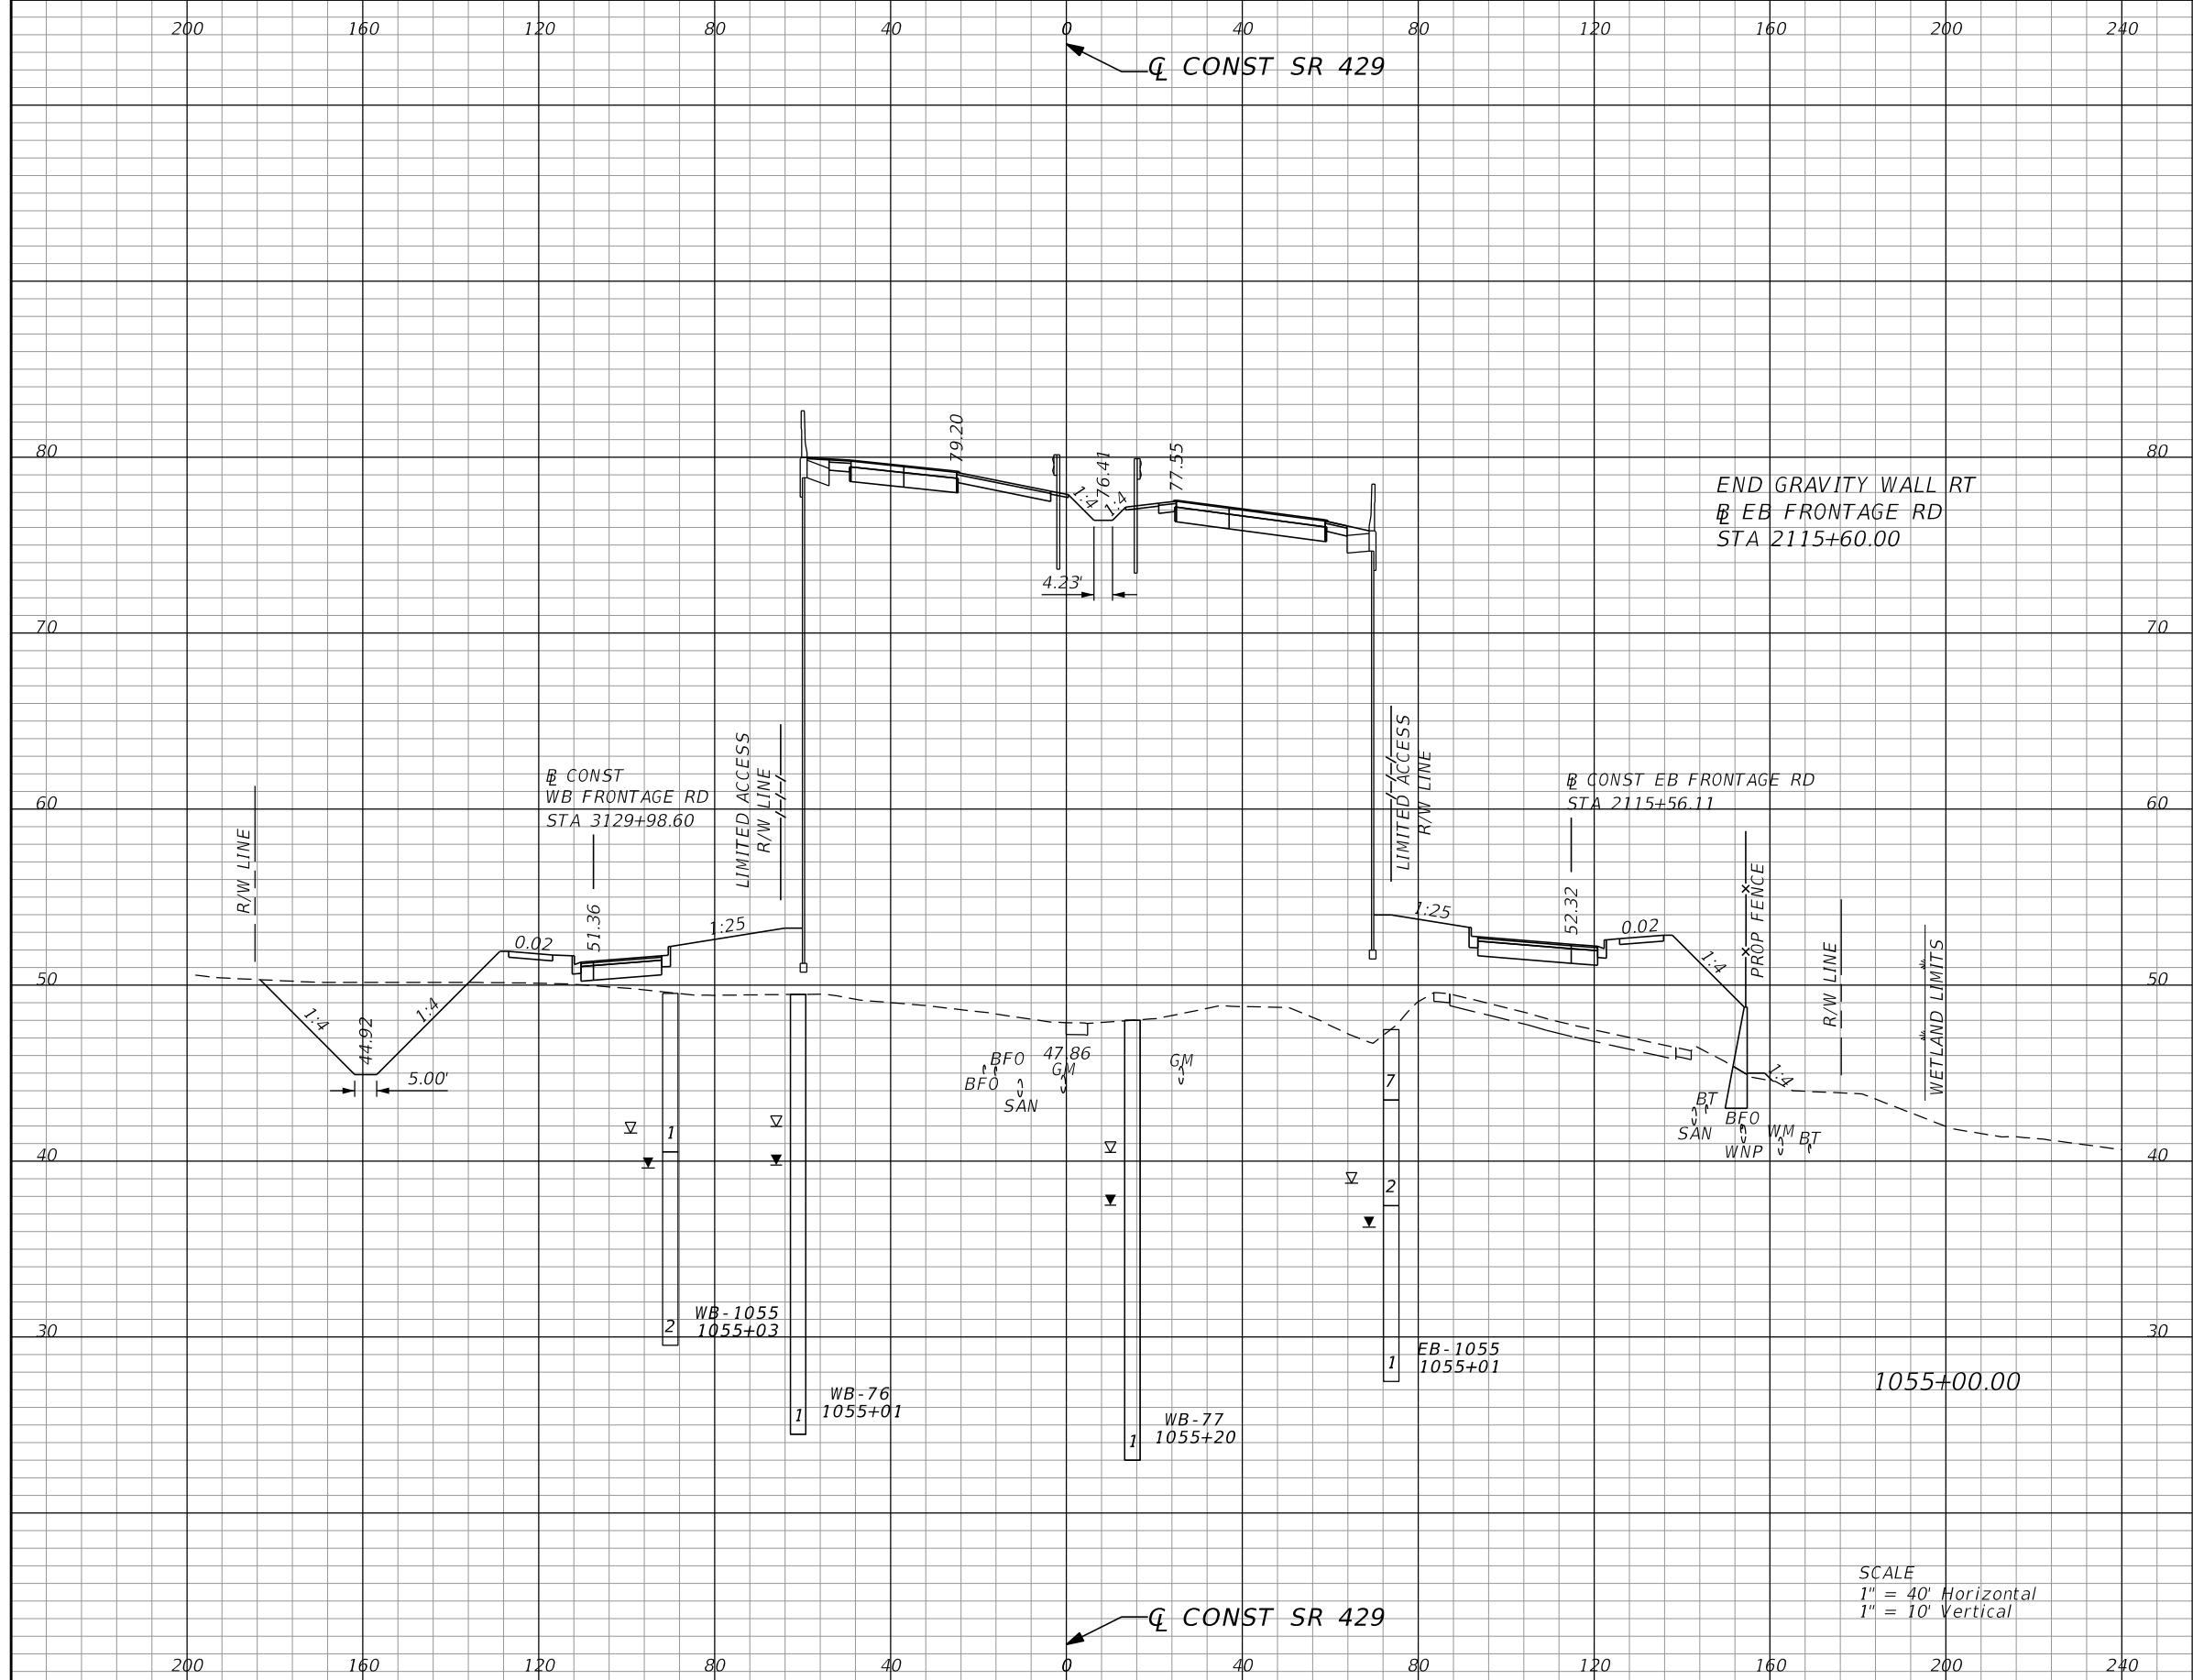 200 160 120 80 40 0 40 80 120 160 200 240
℄ CONST SR 429
79.20
76.41
77.55
1:4
1:4
80
80
END GRAVITY WALL RT
BL EB FRONTAGE RD
STA 2115+60.00
4.23'
70
70
LIMITED ACCESS
R/W LINE
LIMITED ACCESS
R/W LINE
BL CONST
WB FRONTAGE RD
STA 3129+98.60
BL CONST EB FRONTAGE RD
STA 2115+56.11
60
60
R/W LINE
51.36
52.32
PROP FENCE
R/W LINE
WETLAND LIMITS
0.02
1:25
1:25
0.02
1:4
50
50
1:4
44.92
1:4
5.00'
BFO
BFO
SAN
47.86
GM
GM
7
1:4
BT
SAN
BFO
WNP
WM
BT
1
40
40
2
2
WB-1055
1055+03
30
30
EB-1055
1055+01
1
1055+00.00
WB-76
1055+01
1
WB-77
1055+20
1
SCALE
1" = 40' Horizontal
1" = 10' Vertical
℄ CONST SR 429
200 160 120 80 40 0 40 80 120 160 200 240